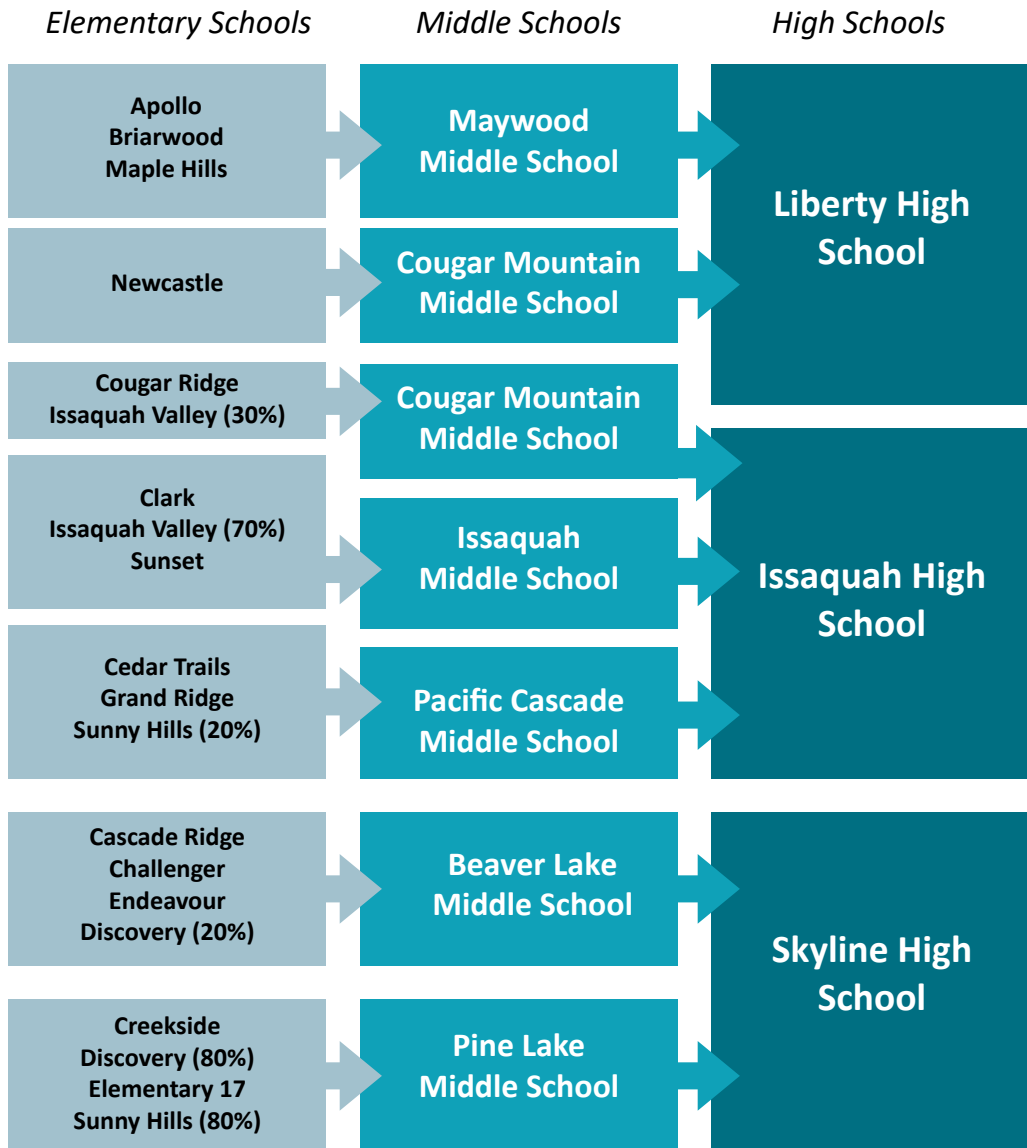 Elementary Schools
Middle Schools
High Schools
Apollo
Briarwood
Maple Hills
Maywood
Middle School
Liberty High
School
Newcastle
Cougar Mountain
Middle School
Cougar Ridge
Issaquah Valley (30%)
Cougar Mountain
Middle School
Clark
Issaquah Valley (70%)
Sunset
Issaquah
Middle School
Issaquah High
School
Cedar Trails
Grand Ridge
Sunny Hills (20%)
Pacific Cascade
Middle School
Cascade Ridge
Challenger
Endeavour
Discovery (20%)
Beaver Lake
Middle School
Skyline High
School
Creekside
Discovery (80%)
Elementary 17
Sunny Hills (80%)
Pine Lake
Middle School